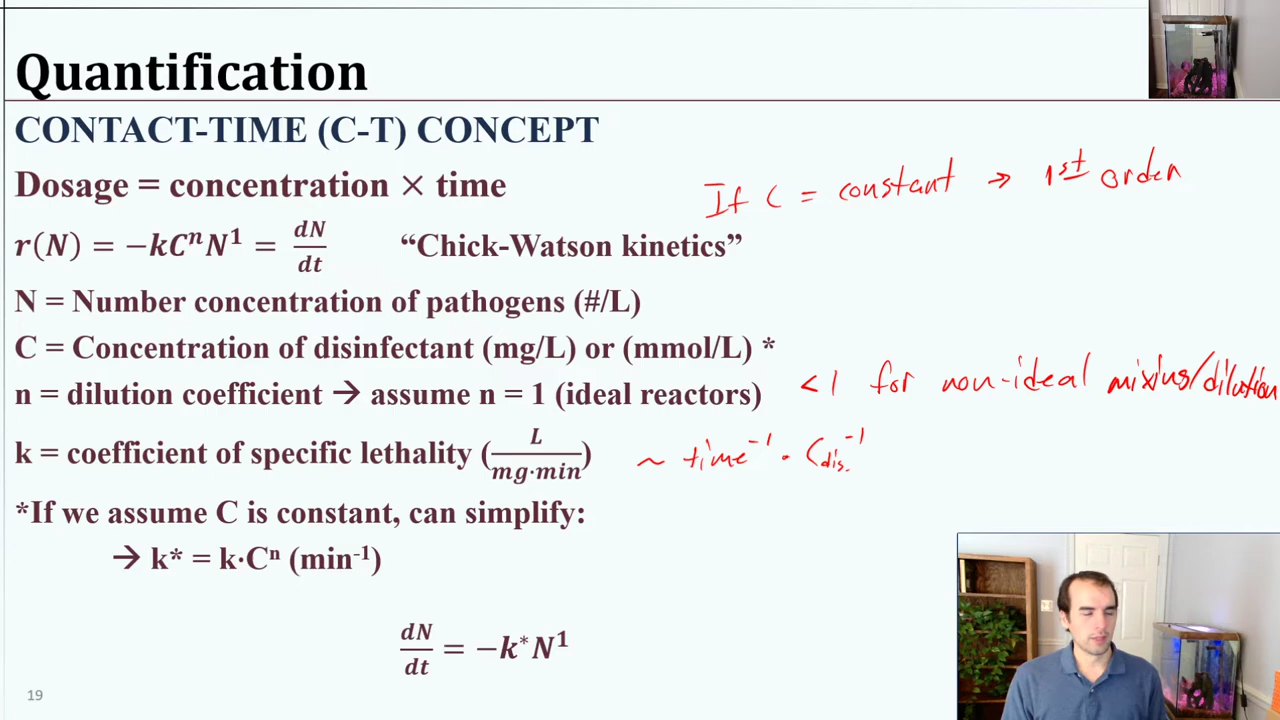 Quantification
CONTACT-TIME (C-T) CONCEPT
Dosage = concentration × time
If C = constant → 1st order
r(N) = −kCⁿN¹ = dN/dt “Chick-Watson kinetics”
N = Number concentration of pathogens (#/L)
C = Concentration of disinfectant (mg/L) or (mmol/L) *
n = dilution coefficient → assume n = 1 (ideal reactors) <1 for non-ideal mixing/dilution
k = coefficient of specific lethality (L/mg·min) ~ time⁻¹ · C dis.⁻¹
*If we assume C is constant, can simplify:
→ k* = k·Cⁿ (min⁻¹)
dN/dt = −k*N¹
19